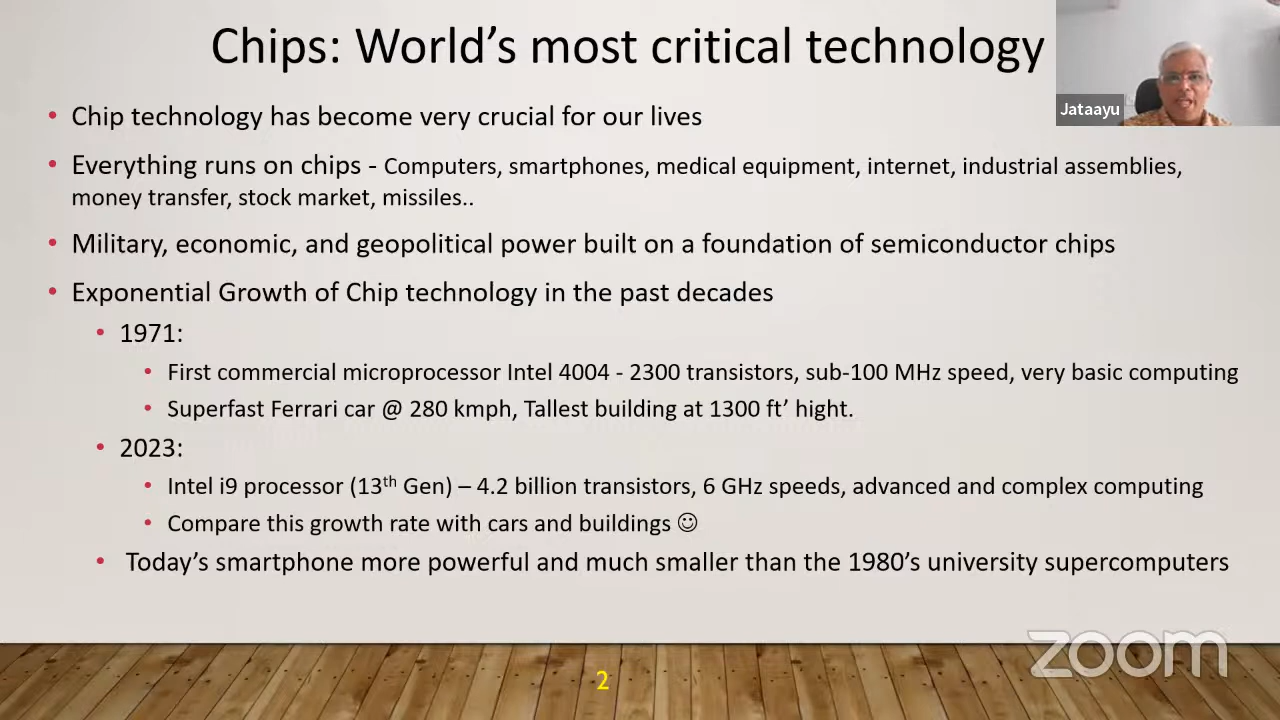 Chips: World's most critical technology
Jataayu
• Chip technology has become very crucial for our lives
• Everything runs on chips - Computers, smartphones, medical equipment, internet, industrial assemblies,
money transfer, stock market, missiles..
• Military, economic, and geopolitical power built on a foundation of semiconductor chips
• Exponential Growth of Chip technology in the past decades
• 1971:
• First commercial microprocessor Intel 4004 - 2300 transistors, sub-100 MHz speed, very basic computing
• Superfast Ferrari car @ 280 kmph, Tallest building at 1300 ft’ hight.
• 2023:
• Intel i9 processor (13th Gen) – 4.2 billion transistors, 6 GHz speeds, advanced and complex computing
• Compare this growth rate with cars and buildings ☺
• Today’s smartphone more powerful and much smaller than the 1980’s university supercomputers
zoom
2